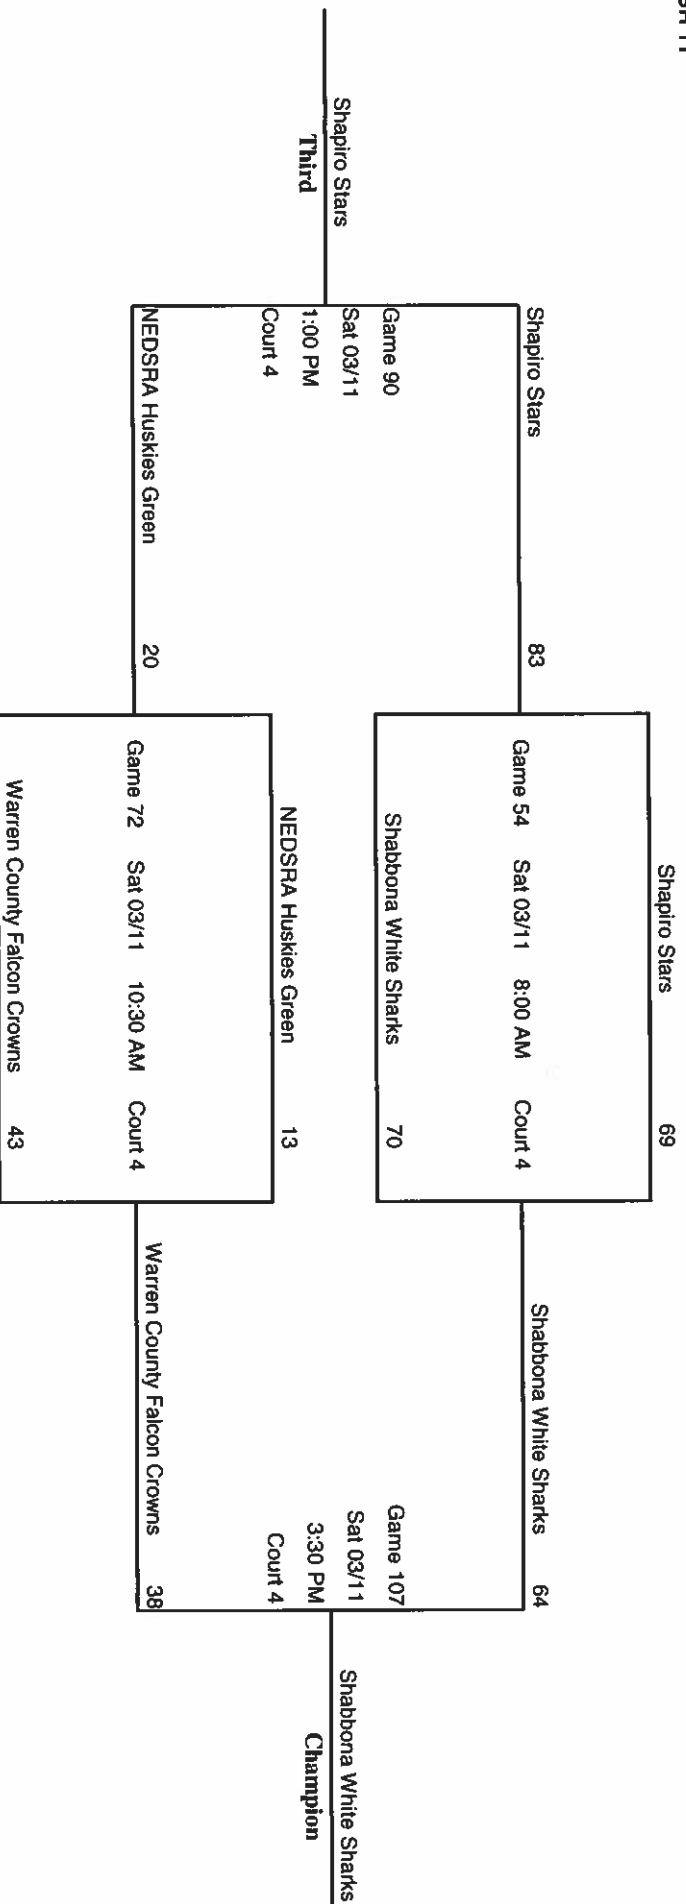 Shapiro Stars 69
Game 54 Sat 03/11 8:00 AM Court 4
Shabbona White Sharks 70
NEDSRA Huskies Green 13
Game 72 Sat 03/11 10:30 AM Court 4
Warren County Falcon Crowns 43
Shapiro Stars 83
Game 90
Sat 03/11
1:00 PM
Court 4
NEDSRA Huskies Green 20
Shapiro Stars
Third
Shabbona White Sharks 64
Game 107
Sat 03/11
3:30 PM
Court 4
Warren County Falcon Crowns 38
Shabbona White Sharks
Champion